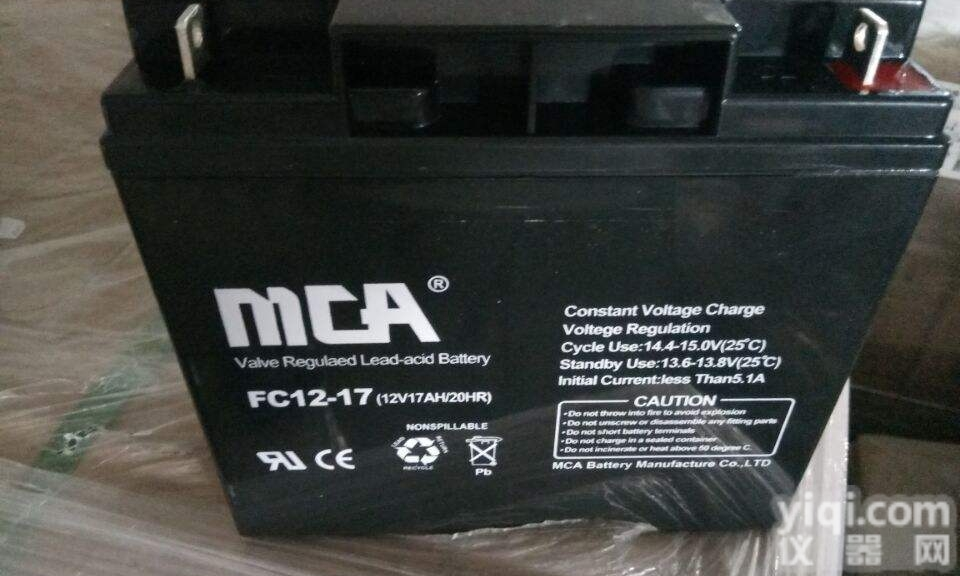 MCA®
Valve Regulaed Lead-acid Battery
FC12-17 (12V17AH/20HR)
NONSPILLABLE
LEAD RETURN
RECYCLE
Pb
CE
Constant Voltage Charge
Voltege Regulation
Cycle Use:14.4-15.0V(25℃)
Standby Use:13.6-13.8V(25℃)
Initial Current:less Than5.1A
CAUTION
·Do not throw into fire to avoid explosion
·Do not unscrew or disassemble any fitting parts
·Do not short battery terminals
·Do not charge in a sealed container
·Do not incinerate or heat above 50 degree C.
MCA Battery Manufacture Co.,LTD
yiqi.com
仪器网